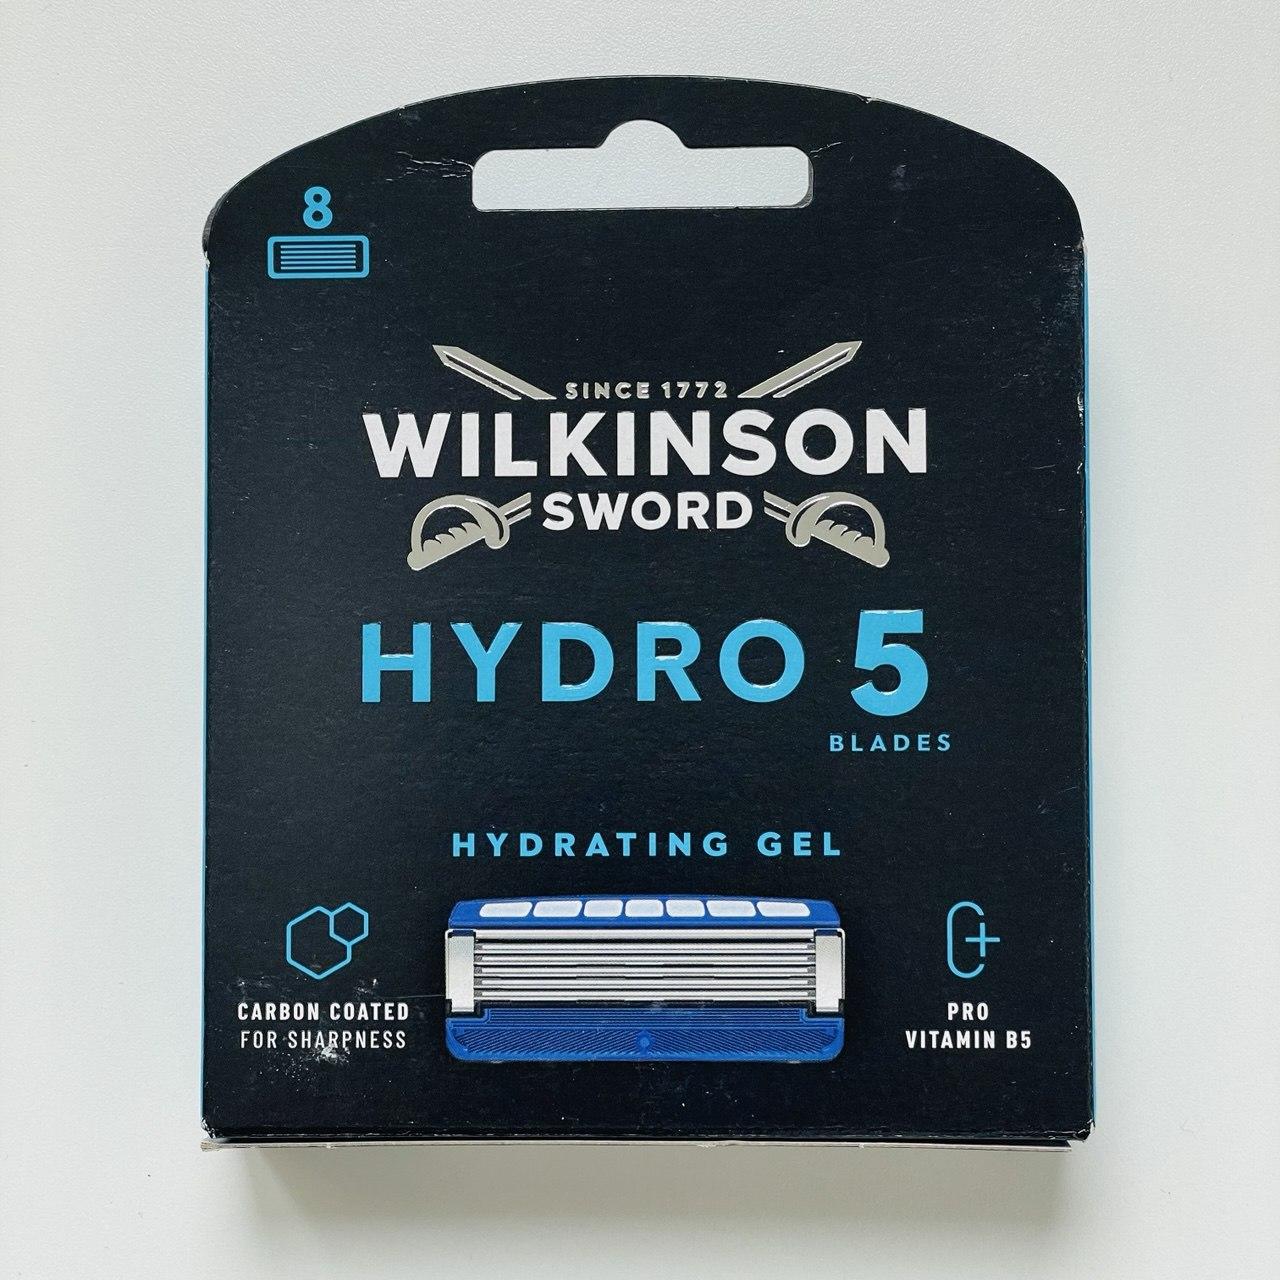 8
SINCE 1772
WILKINSON
SWORD
HYDRO 5
BLADES
HYDRATING GEL
CARBON COATED
FOR SHARPNESS
PRO
VITAMIN B5